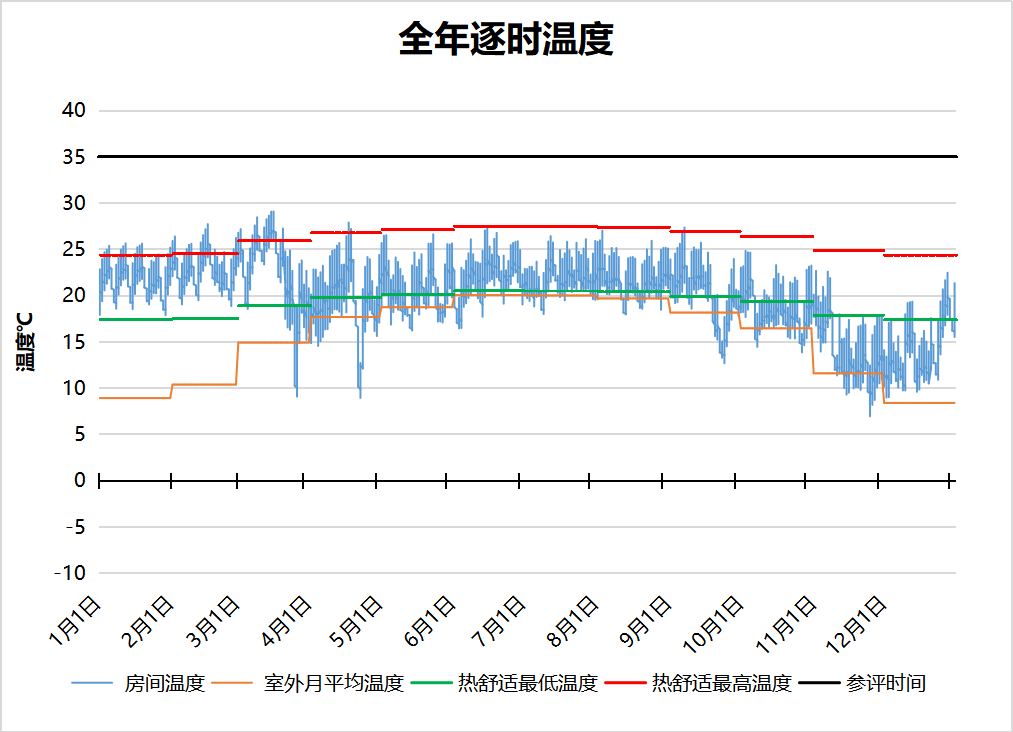 全年逐时温度
40
35
30
25
20
15
10
5
0
-5
-10
温度℃
1月1日
2月1日
3月1日
4月1日
5月1日
6月1日
7月1日
8月1日
9月1日
10月1日
11月1日
12月1日
房间温度 室外月平均温度 热舒适最低温度 热舒适最高温度 参评时间